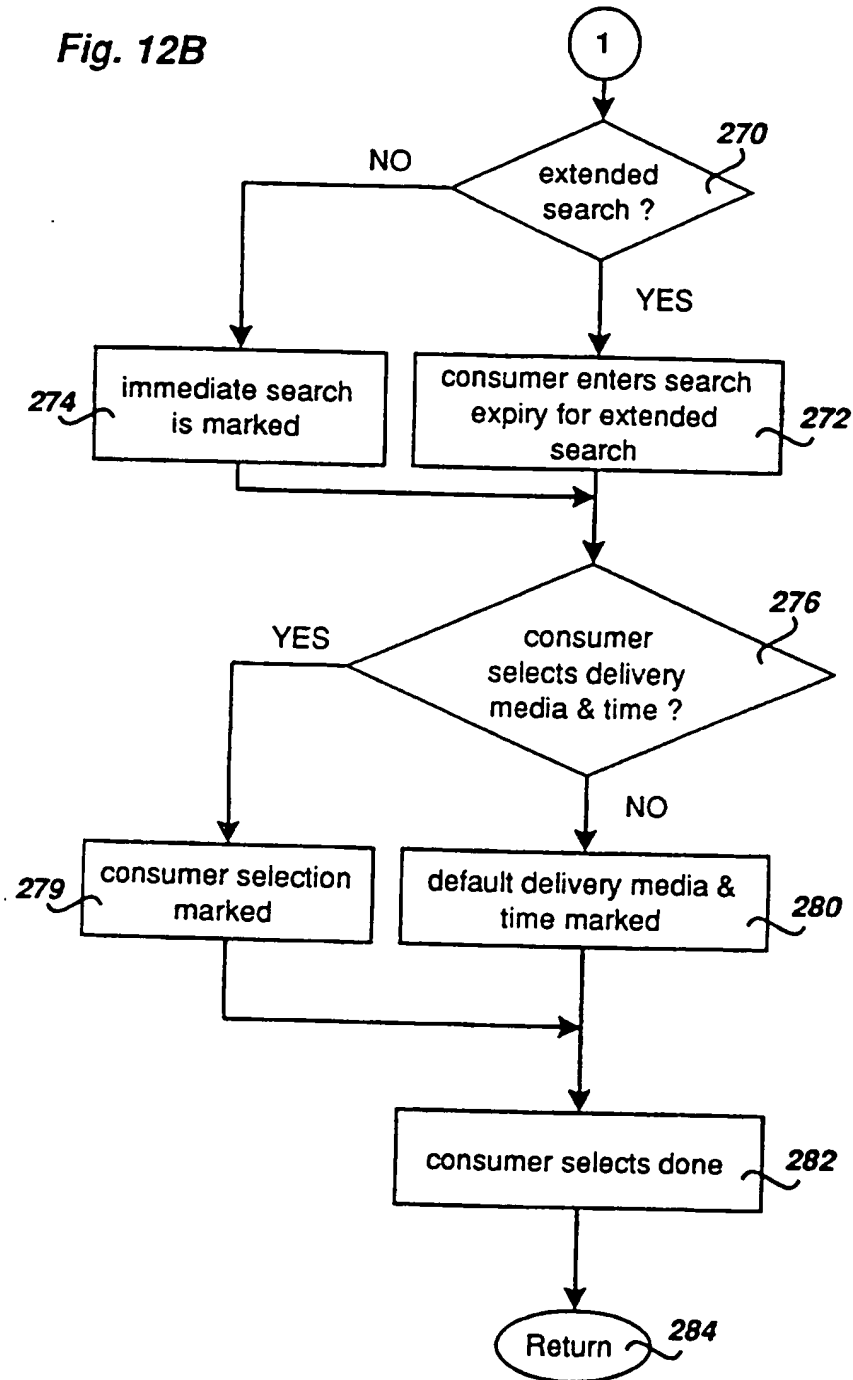 Fig. 12B
1
270
extended
search ?
NO
YES
274
immediate search
is marked
consumer enters search
expiry for extended
search
272
276
consumer
selects delivery
media & time ?
YES
NO
279
consumer selection
marked
default delivery media &
time marked
280
consumer selects done
282
Return
284